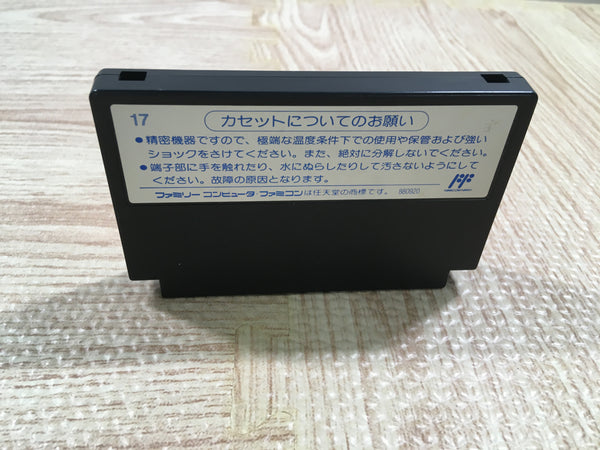 17
カセットについてのお願い
●精密機器ですので、極端な温度条件下での使用や保管および強い
ショックをさけてください。また、絶対に分解しないでください。
●端子部に手を触れたり、水にぬらしたりして汚さないようにして
ください。故障の原因となります。
ファミリーコンピュータ・ファミコンは任天堂の商標です。 880920